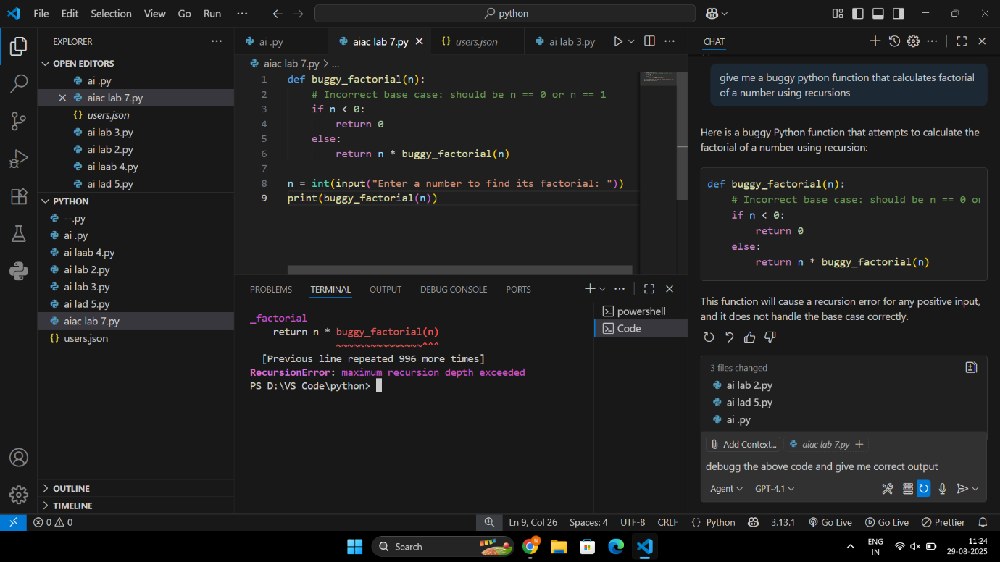 File Edit Selection View Go Run ··· python
EXPLORER ···
OPEN EDITORS
ai .py
aiac lab 7.py
{} users.json
ai lab 3.py
ai lab 2.py
ai laab 4.py
ai lad 5.py
PYTHON
--.py
ai .py
ai laab 4.py
ai lab 2.py
ai lab 3.py
ai lad 5.py
aiac lab 7.py
{} users.json
OUTLINE
TIMELINE
ai .py aiac lab 7.py {} users.json ai lab 3.py
aiac lab 7.py > ...
1 def buggy_factorial(n):
2 # Incorrect base case: should be n == 0 or n == 1
3 if n < 0:
4 return 0
5 else:
6 return n * buggy_factorial(n)
7
8 n = int(input("Enter a number to find its factorial: "))
9 print(buggy_factorial(n))
PROBLEMS TERMINAL OUTPUT DEBUG CONSOLE PORTS
_factorial
return n * buggy_factorial(n)
~~~~~~~~~~~~~~~^^^
[Previous line repeated 996 more times]
RecursionError: maximum recursion depth exceeded
PS D:\VS Code\python>
powershell
Code
CHAT
give me a buggy python function that calculates factorial
of a number using recursions
Here is a buggy Python function that attempts to calculate the
factorial of a number using recursion:
def buggy_factorial(n):
# Incorrect base case: should be n == 0 or
if n < 0:
return 0
else:
return n * buggy_factorial(n)
This function will cause a recursion error for any positive input,
and it does not handle the base case correctly.
3 files changed
ai lab 2.py
ai lad 5.py
ai .py
Add Context... aiac lab 7.py
debugg the above code and give me correct output
Agent GPT-4.1
0 0 Ln 9, Col 26 Spaces: 4 UTF-8 CRLF {} Python 3.13.1 Go Live Go Live Prettier
Search N ENG
IN
11:24
29-08-2025